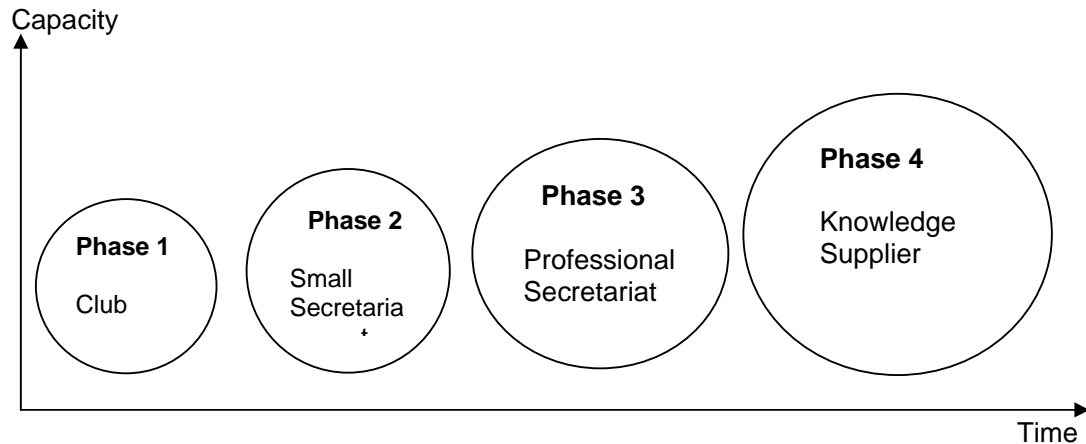 Capacity
Phase 1
Club
Phase 2
Small
Secretaria
t
Phase 3
Professional
Secretariat
Phase 4
Knowledge
Supplier
Time